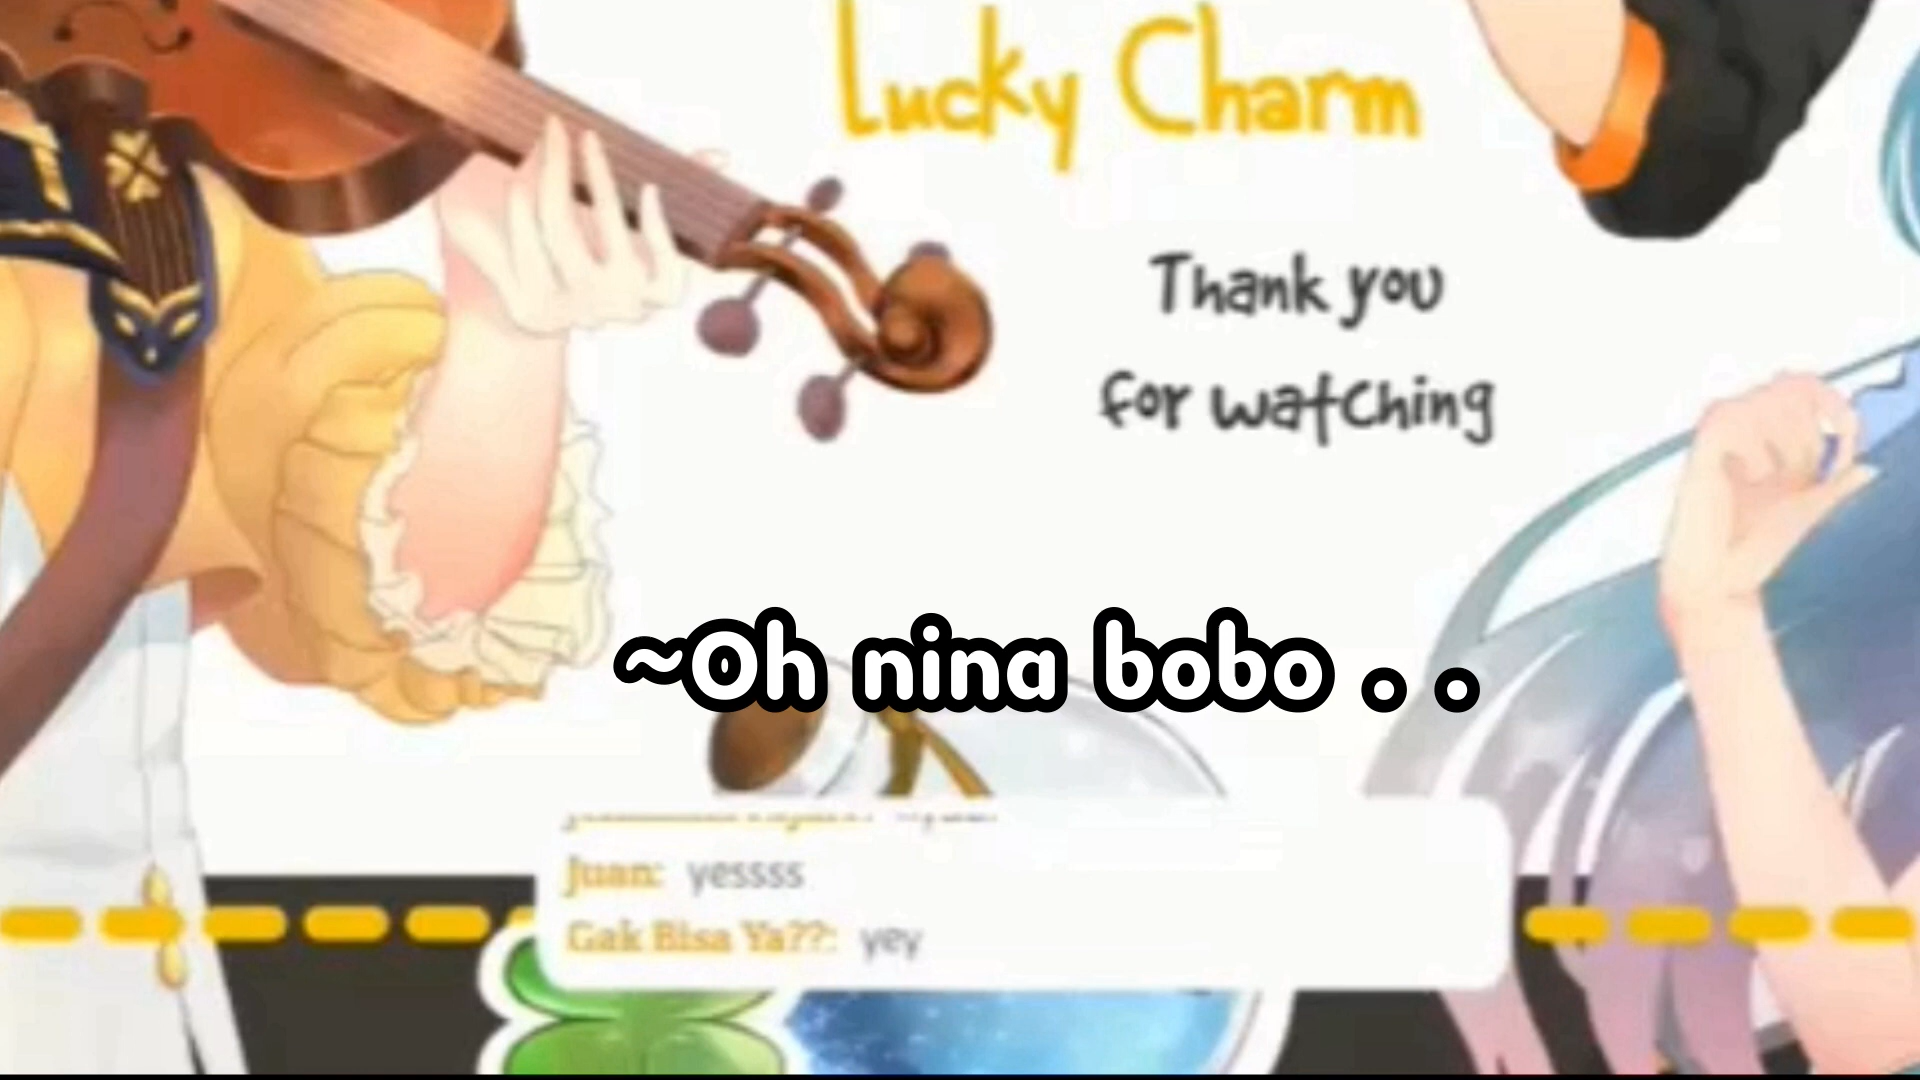 Lucky Charm
Thank you
for watching
~Oh nina bobo . .
Juan: yessss
Gak Bisa Ya??: yey